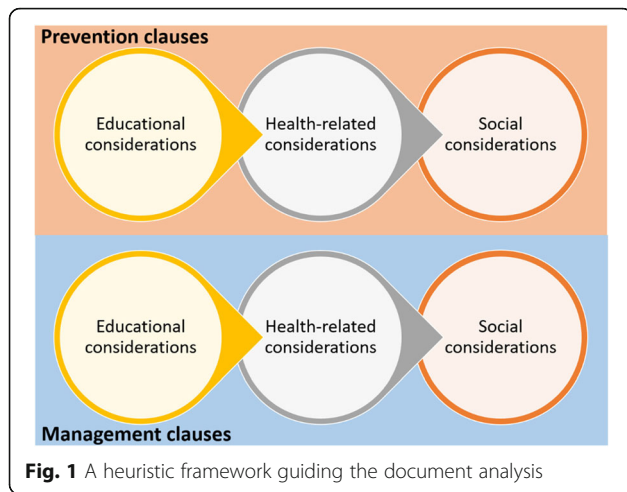 Prevention clauses
Educational
considerations
Health-related
considerations
Social
considerations
Educational
considerations
Health-related
considerations
Social
considerations
Management clauses
Fig. 1 A heuristic framework guiding the document analysis